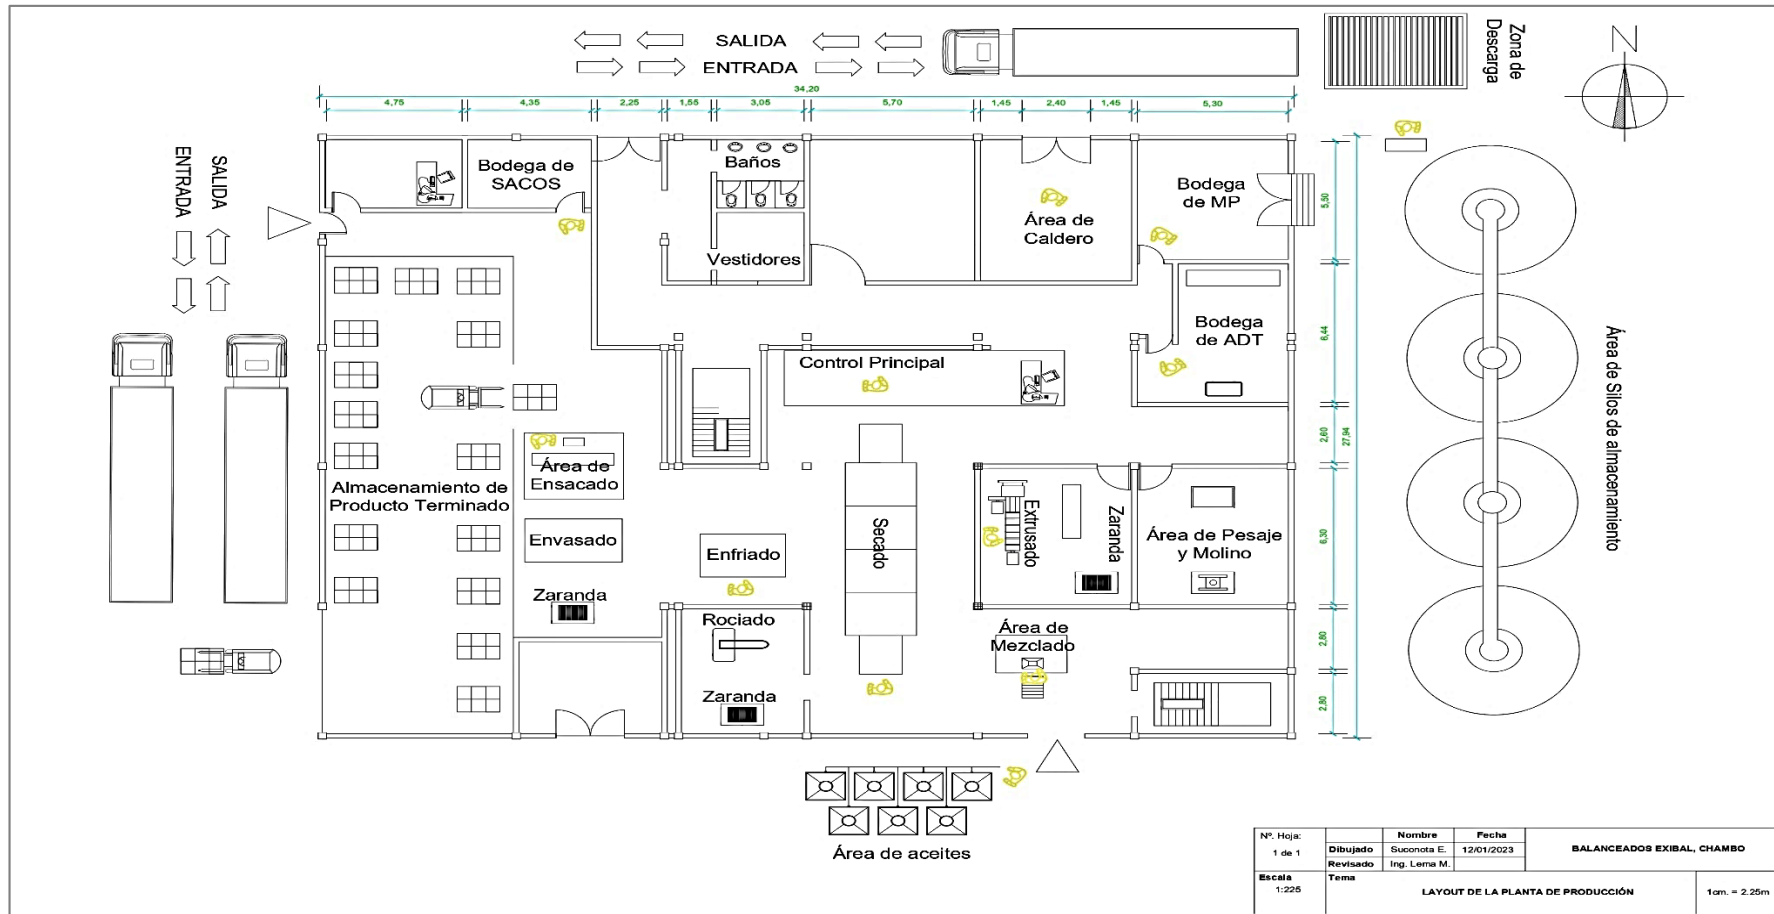 SALIDA
ENTRADA
Zona de
Descarga
N
34,20
4,75
4,35
2,25
1,55
3,05
5,70
1,45
2,40
1,45
5,30
ENTRADA
SALIDA
Bodega de
SACOS
Baños
Vestidores
Área de
Caldero
Bodega
de MP
5,50
Bodega
de ADT
6,44
Área de Silos de almacenamiento
Control Principal
2,60
27,94
Área de
Ensacado
Almacenamiento de
Producto Terminado
Envasado
Enfriado
Secado
Extrusado
Zaranda
Área de Pesaje
y Molino
6,30
Zaranda
Rociado
Área de
Mezclado
2,80
Zaranda
2,80
Área de aceites
Nº. Hoja:
1 de 1
Nombre
Fecha
Dibujado
Suconota E.
12/01/2023
Revisado
Ing. Lema M.
BALANCEADOS EXIBAL, CHAMBO
Escala
1:225
Tema
LAYOUT DE LA PLANTA DE PRODUCCIÓN
1cm. = 2.25m